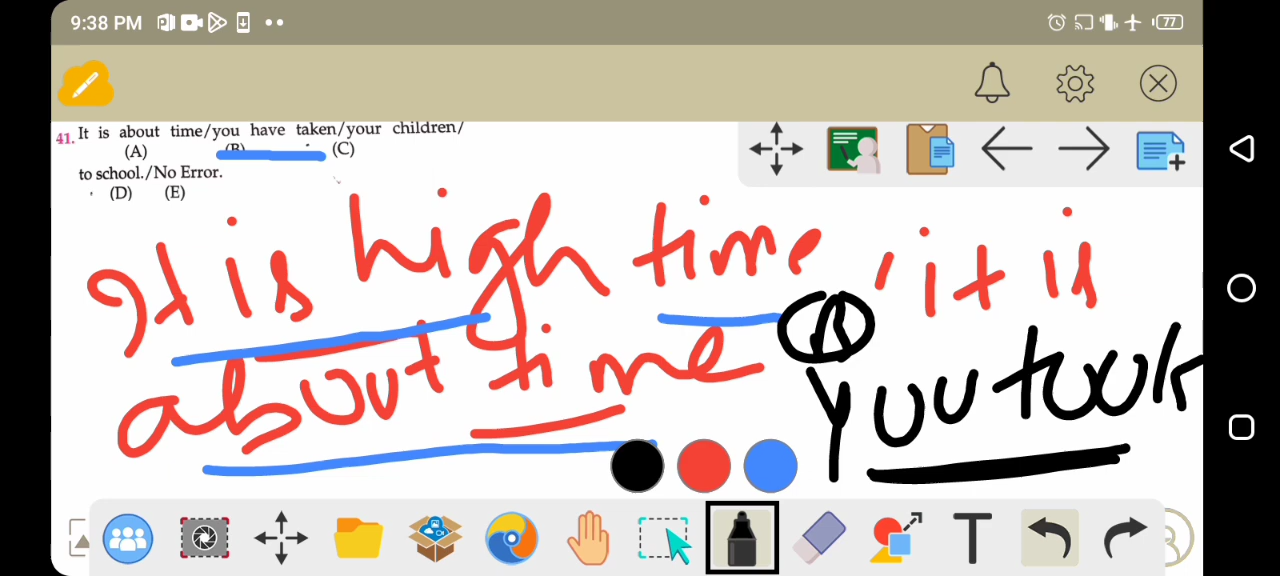 9:38 PM
77
41. It is about time/you have taken/your children/
(A) (B) (C)
to school./No Error.
(D) (E)
It is high time, it is
about time
you took
T